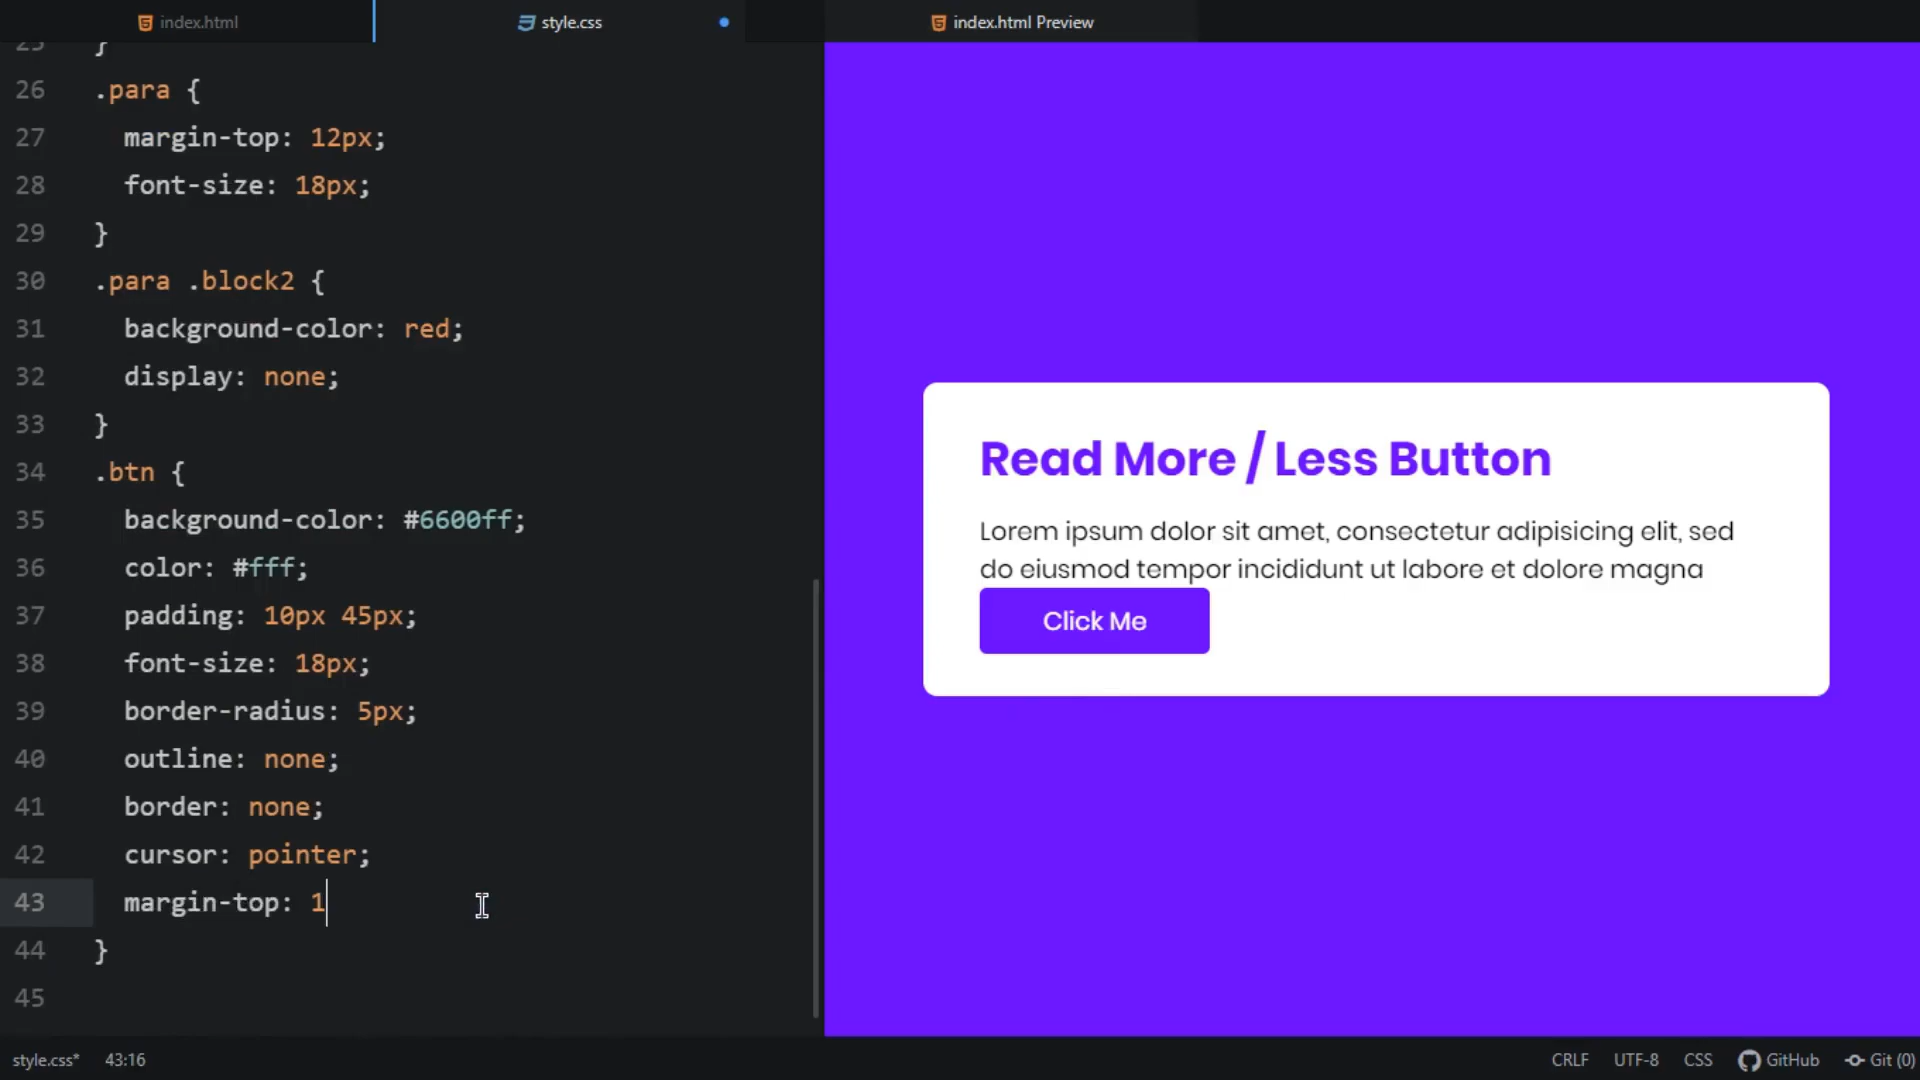 index.html
style.css
index.html Preview
25 }
26 .para {
27 margin-top: 12px;
28 font-size: 18px;
29 }
30 .para .block2 {
31 background-color: red;
32 display: none;
33 }
34 .btn {
35 background-color: #6600ff;
36 color: #fff;
37 padding: 10px 45px;
38 font-size: 18px;
39 border-radius: 5px;
40 outline: none;
41 border: none;
42 cursor: pointer;
43 margin-top: 1
44 }
45
Read More / Less Button
Lorem ipsum dolor sit amet, consectetur adipisicing elit, sed
do eiusmod tempor incididunt ut labore et dolore magna
Click Me
style.css* 43:16
CRLF UTF-8 CSS GitHub Git (0)